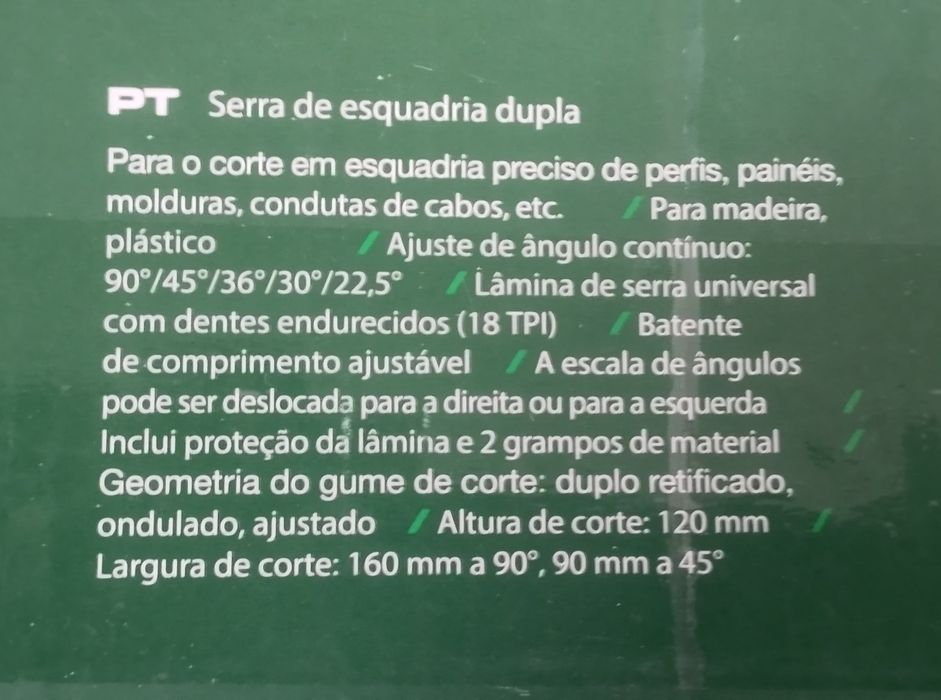 PT Serra de esquadria dupla
Para o corte em esquadria preciso de perfis, painéis,
molduras, condutas de cabos, etc. / Para madeira,
plástico / Ajuste de ângulo contínuo:
90°/45°/36°/30°/22,5° / Lâmina de serra universal
com dentes endurecidos (18 TPI) / Batente
de comprimento ajustável / A escala de ângulos
pode ser deslocada para a direita ou para a esquerda /
Inclui proteção da lâmina e 2 grampos de material /
Geometria do gume de corte: duplo retificado,
ondulado, ajustado / Altura de corte: 120 mm /
Largura de corte: 160 mm a 90°, 90 mm a 45°